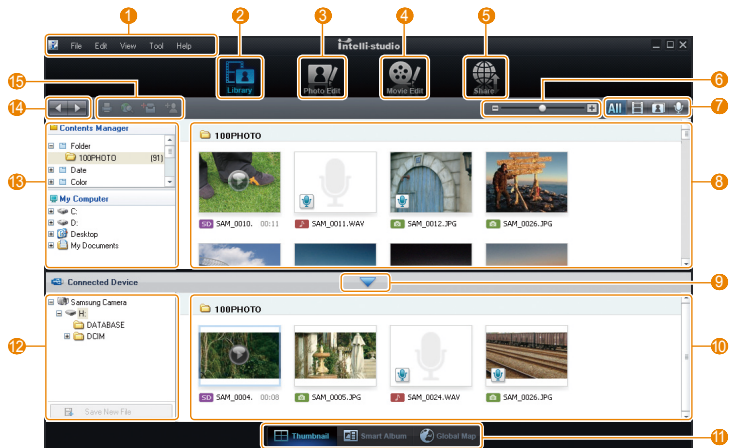 1 2 3 4 5
File Edit View Tool Help
intelli-studio
Library Photo Edit Movie Edit Share
15 6
14 All 7
Contents Manager
Folder
100PHOTO (91)
Date
Color
13
My Computer
C:
D:
Desktop
My Documents
100PHOTO
SD SAM_0010. 00:11 SAM_0011.WAV SAM_0012.JPG SAM_0026.JPG
8
Connected Device 9
Samsung Camera
H:
DATABASE
DCIM
12
Save New File
100PHOTO
SD SAM_0004. 00:08 SAM_0005.JPG SAM_0024.WAV SAM_0026.JPG
10
Thumbnail Smart Album Global Map 11